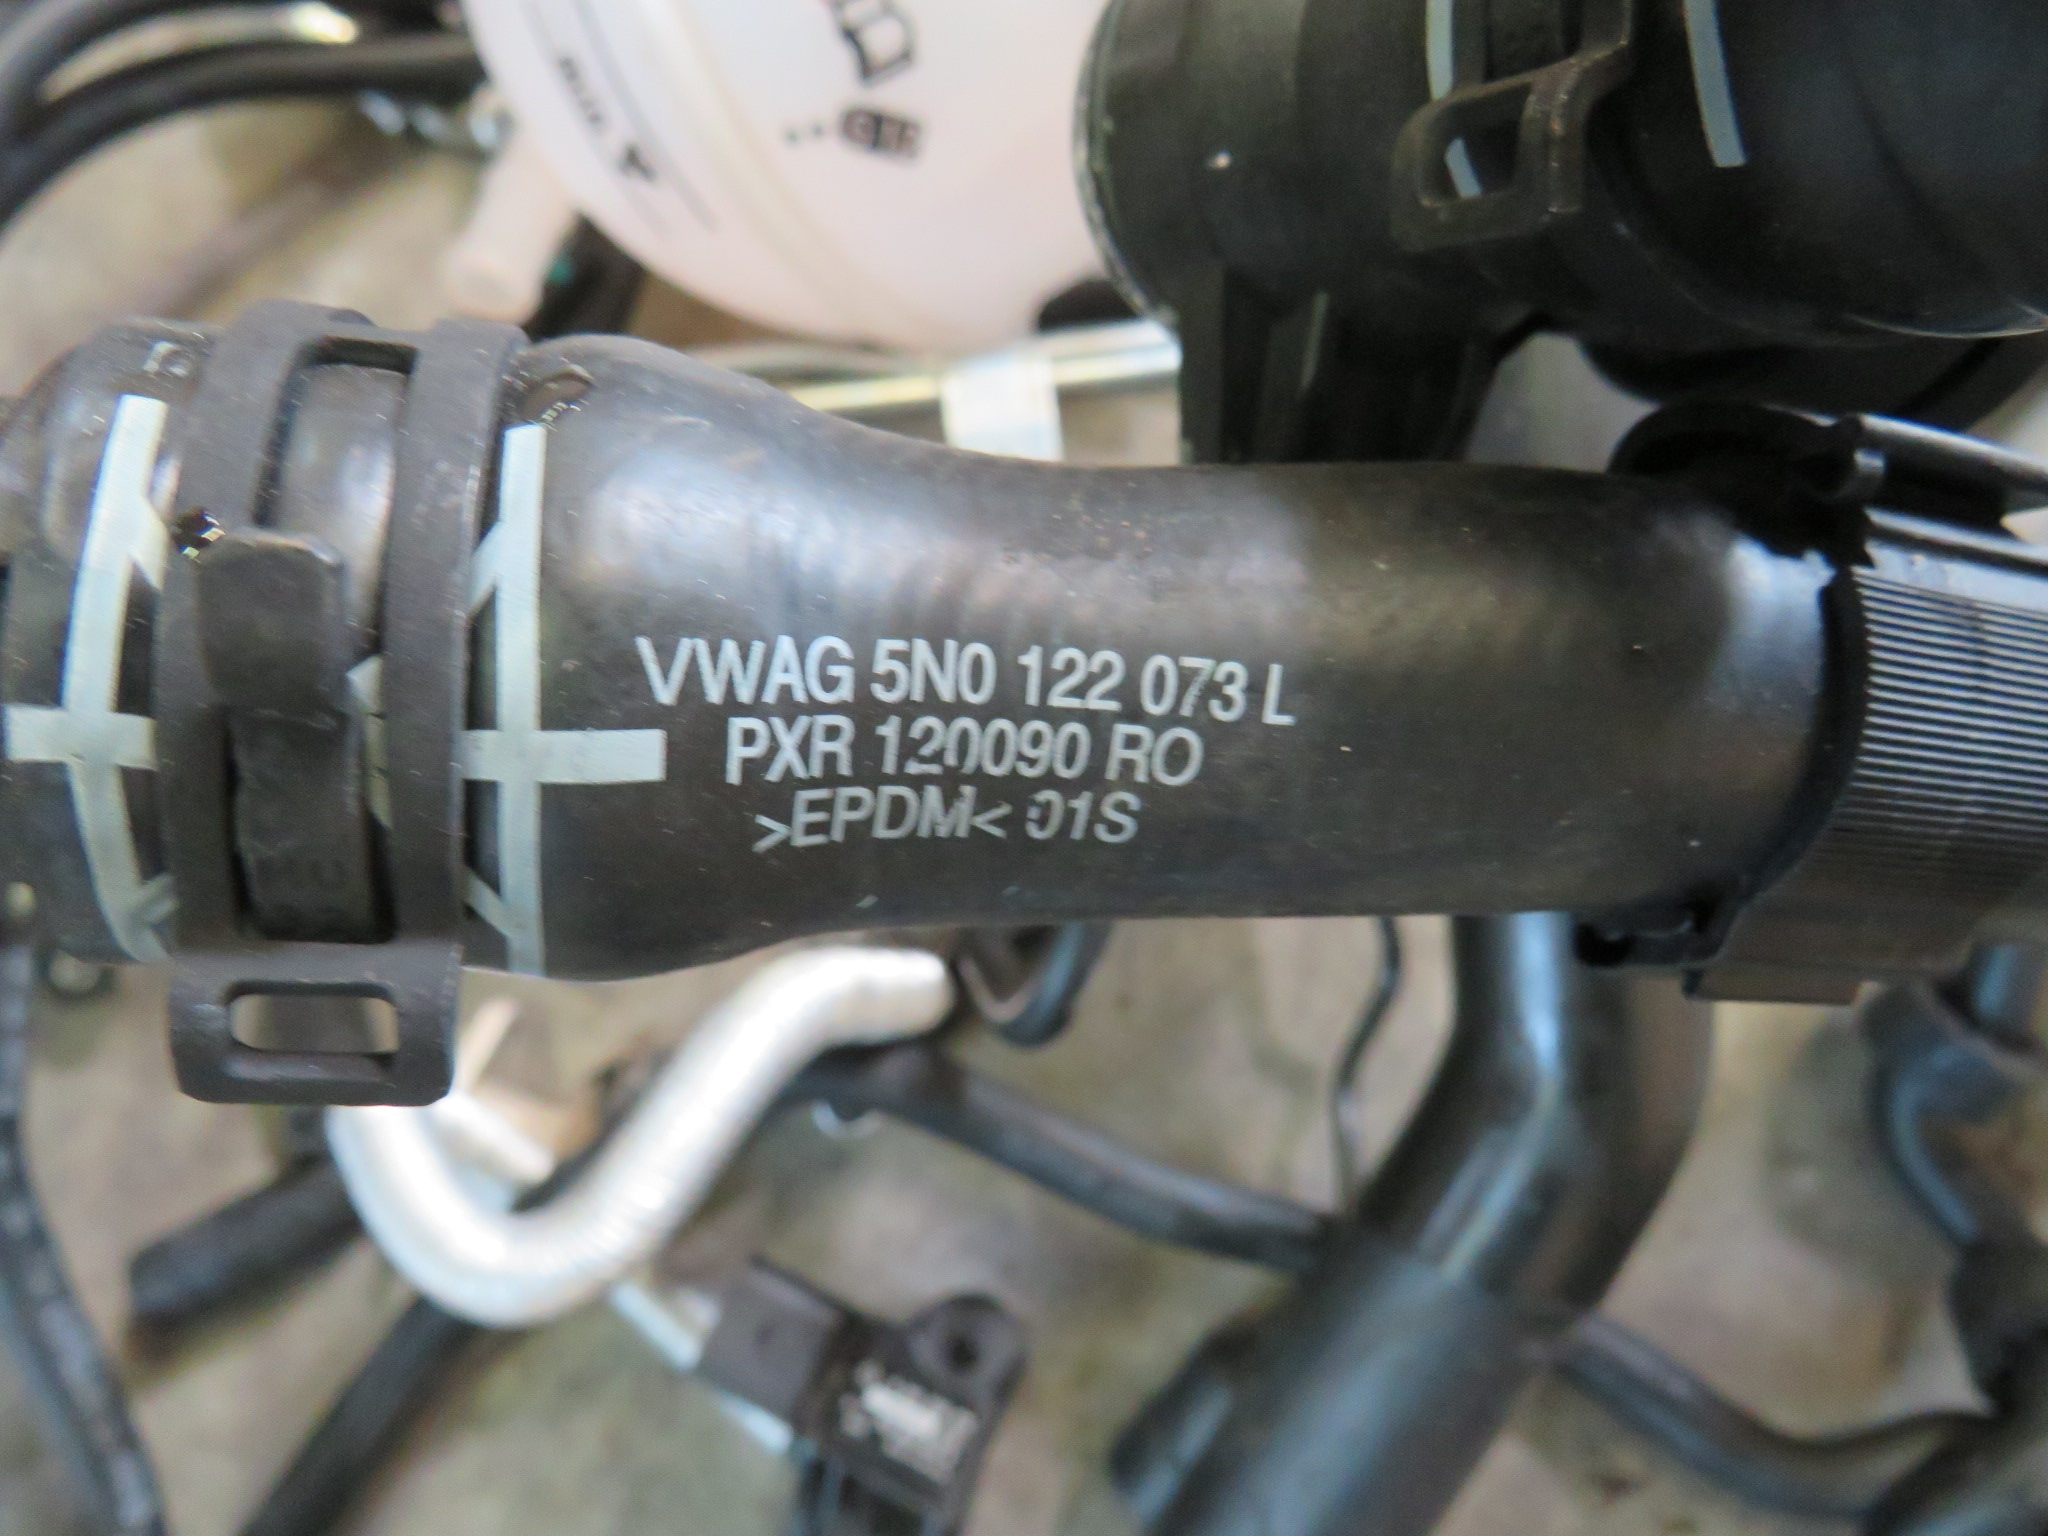 VWAG 5N0 122 073 L
PXR 120090 RO
>EPDM< 01S